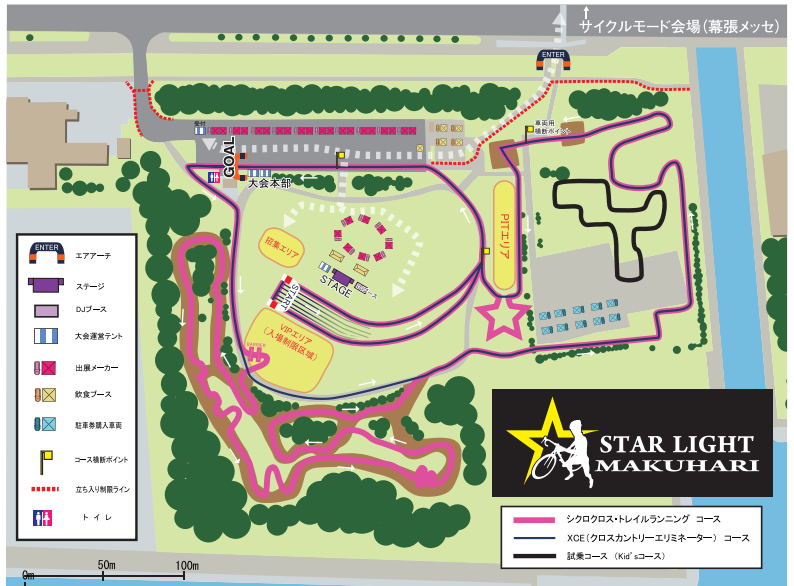 サイクルモード会場(幕張メッセ)
ENTER
受付
車両用
横断ポイント
GOAL
大会本部
PITエリア
招集エリア
STAGE
START
VIPエリア
(入場制限区域)
ENTER
エアアーチ
ステージ
DJブース
大会運営テント
出展メーカー
飲食ブース
駐車券購入車両
コース横断ポイント
立ち入り制限ライン
トイレ
STAR LIGHT
MAKUHARI
シクロクロス・トレイルランニング コース
XCE(クロスカントリーエリミネーター) コース
試乗コース (Kid'sコース)
0m
50m
100m